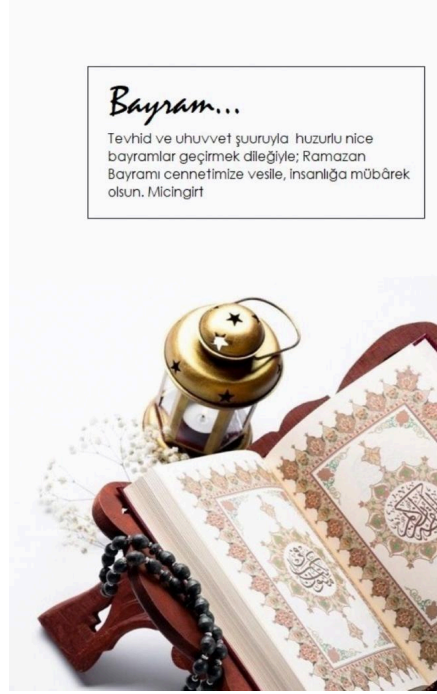 Bayram...
Tevhid ve uhuvvet şuuruyla huzurlu nice
bayramlar geçirmek dileğiyle; Ramazan
Bayramı cennetimize vesile, insanlığa mübârek
olsun. Micingirt